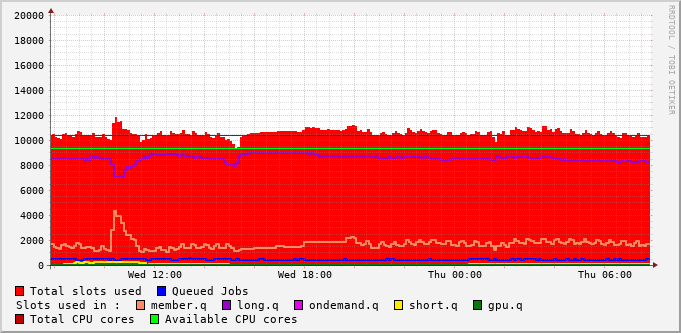 20000
18000
16000
14000
12000
10000
8000
6000
4000
2000
0
Wed 12:00 Wed 18:00 Thu 00:00 Thu 06:00
RRDTOOL / TOBI OETIKER
Total slots used Queued Jobs
Slots used in : member.q long.q ondemand.q short.q gpu.q
Total CPU cores Available CPU cores